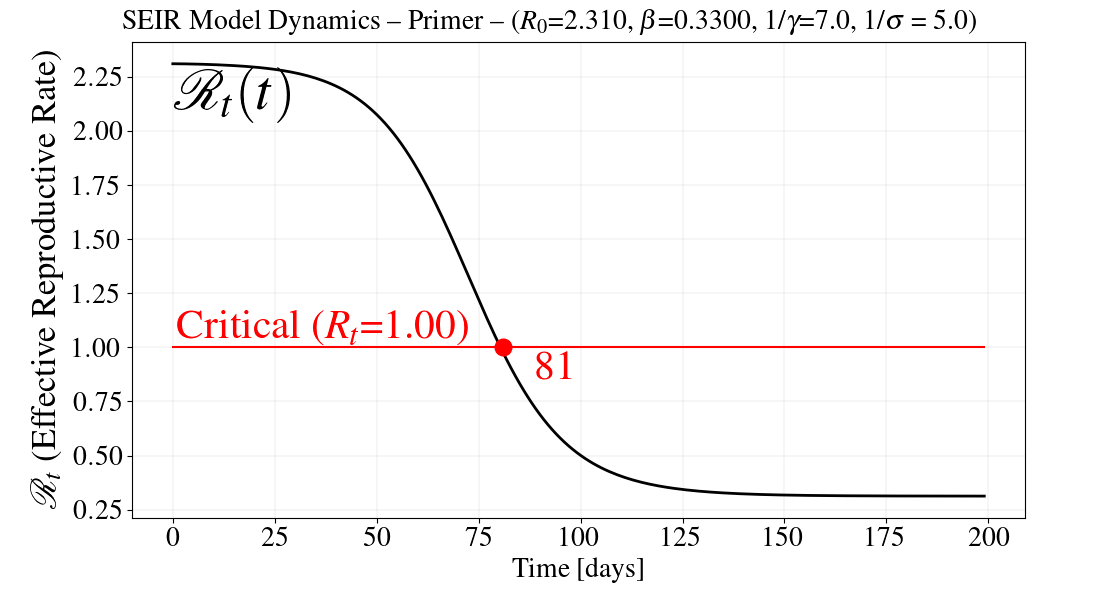 SEIR Model Dynamics – Primer – (R₀=2.310, β=0.3300, 1/γ=7.0, 1/σ = 5.0)
ℛₜ (Effective Reproductive Rate)
2.25
2.00
1.75
1.50
1.25
1.00
0.75
0.50
0.25
ℛₜ(t)
Critical (Rₜ=1.00)
81
0 25 50 75 100 125 150 175 200
Time [days]